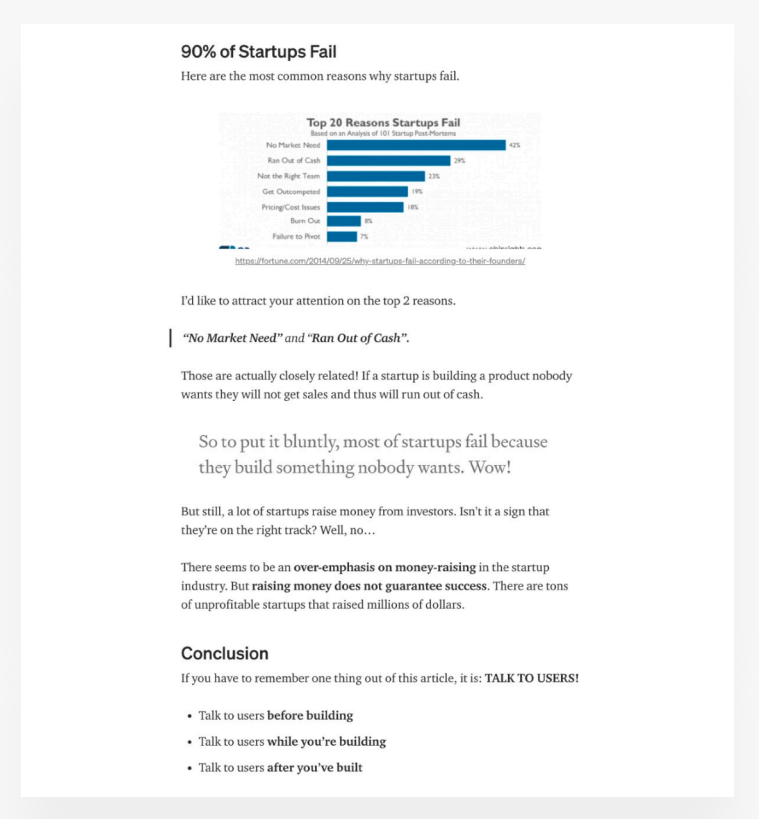 90% of Startups Fail
Here are the most common reasons why startups fail.
Top 20 Reasons Startups Fail
Based on an Analysis of 101 Startup Post-Mortems
No Market Need 42%
Ran Out of Cash 29%
Not the Right Team 23%
Get Outcompeted 19%
Pricing/Cost Issues 18%
Burn Out 8%
Failure to Pivot 7%
https://fortune.com/2014/09/25/why-startups-fail-according-to-their-founders/
I'd like to attract your attention on the top 2 reasons.
“No Market Need” and “Ran Out of Cash”.
Those are actually closely related! If a startup is building a product nobody
wants they will not get sales and thus will run out of cash.
So to put it bluntly, most of startups fail because
they build something nobody wants. Wow!
But still, a lot of startups raise money from investors. Isn't it a sign that
they're on the right track? Well, no…
There seems to be an over-emphasis on money-raising in the startup
industry. But raising money does not guarantee success. There are tons
of unprofitable startups that raised millions of dollars.
Conclusion
If you have to remember one thing out of this article, it is: TALK TO USERS!
• Talk to users before building
• Talk to users while you're building
• Talk to users after you've built